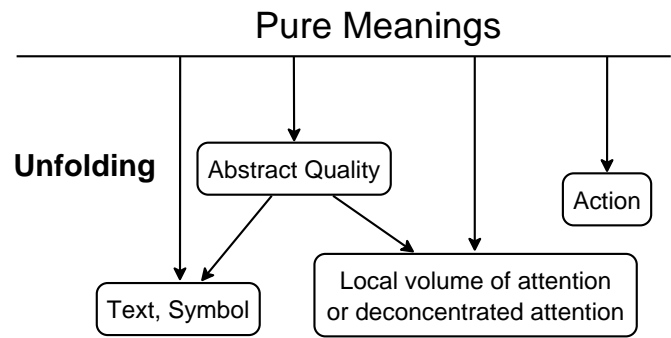 Pure Meanings
Unfolding
Abstract Quality
Action
Text, Symbol
Local volume of attention
or deconcentrated attention